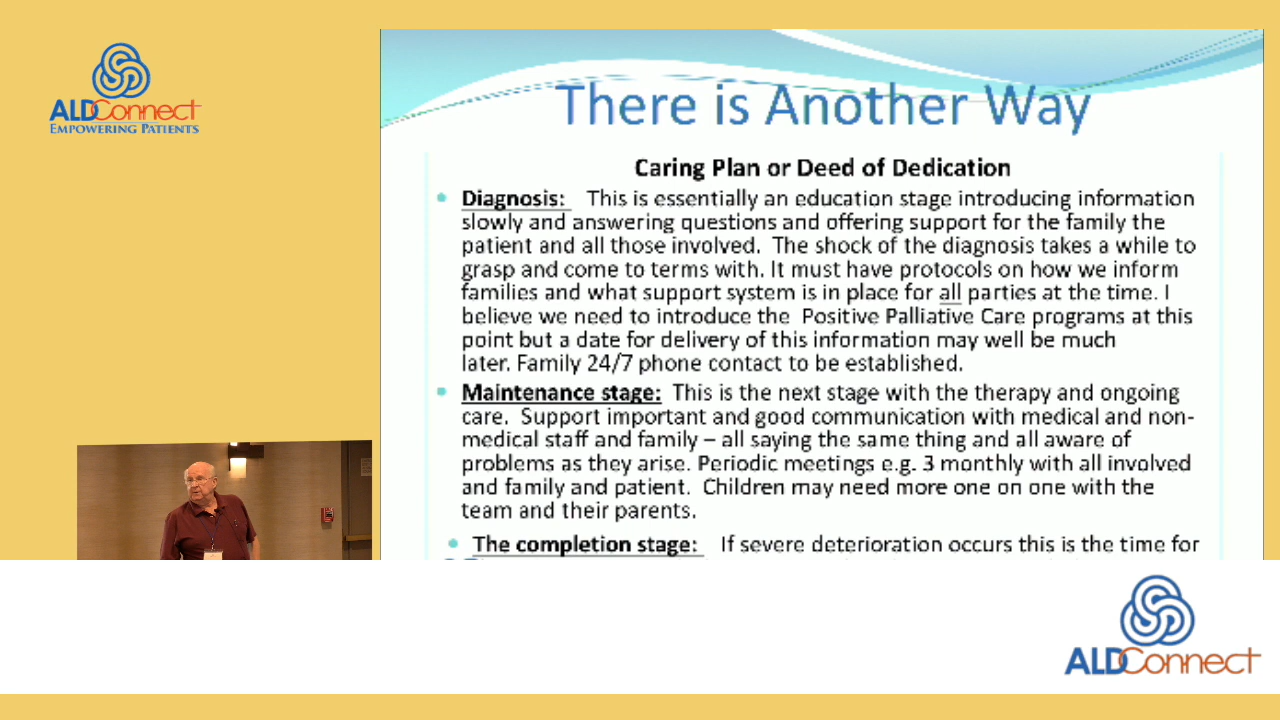 ALDConnect
EMPOWERING PATIENTS
There is Another Way
Caring Plan or Deed of Dedication
Diagnosis: This is essentially an education stage introducing information
slowly and answering questions and offering support for the family the
patient and all those involved. The shock of the diagnosis takes a while to
grasp and come to terms with. It must have protocols on how we inform
families and what support system is in place for all parties at the time. I
believe we need to introduce the Positive Palliative Care programs at this
point but a date for delivery of this information may well be much
later. Family 24/7 phone contact to be established.
Maintenance stage: This is the next stage with the therapy and ongoing
care. Support important and good communication with medical and non-
medical staff and family – all saying the same thing and all aware of
problems as they arise. Periodic meetings e.g. 3 monthly with all involved
and family and patient. Children may need more one on one with the
team and their parents.
The completion stage: If severe deterioration occurs this is the time for
ALDConnect